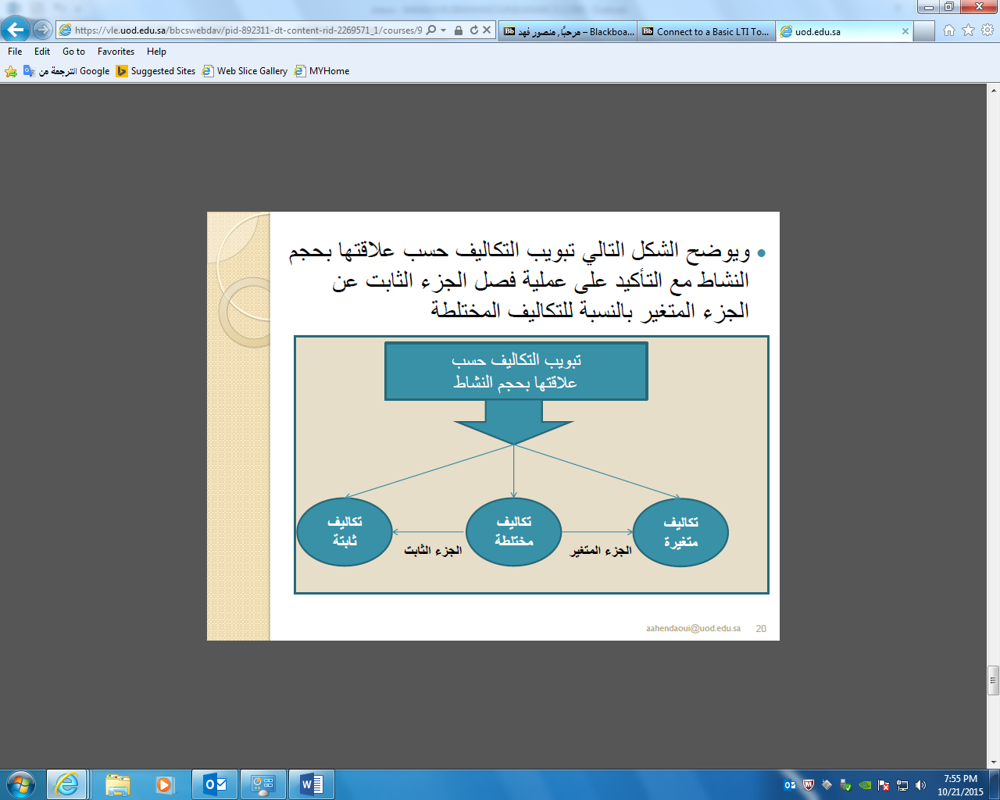 https://vle.uod.edu.sa/bbcswebdav/pid-892311-dt-content-rid-2269571_1/courses/9
مرحبًا, منصور فهد – Blackboa...
Connect to a Basic LTI To...
uod.edu.sa
File Edit Go to Favorites Help
الترجمة من Google
Suggested Sites
Web Slice Gallery
MYHome
ويوضح الشكل التالي تبويب التكاليف حسب علاقتها بحجم
النشاط مع التأكيد على عملية فصل الجزء الثابت عن
الجزء المتغير بالنسبة للتكاليف المختلطة
تبويب التكاليف حسب
علاقتها بحجم النشاط
تكاليف
متغيرة
الجزء المتغير
تكاليف
مختلطة
الجزء الثابت
تكاليف
ثابتة
aahendaoui@uod.edu.sa 20
7:55 PM
10/21/2015